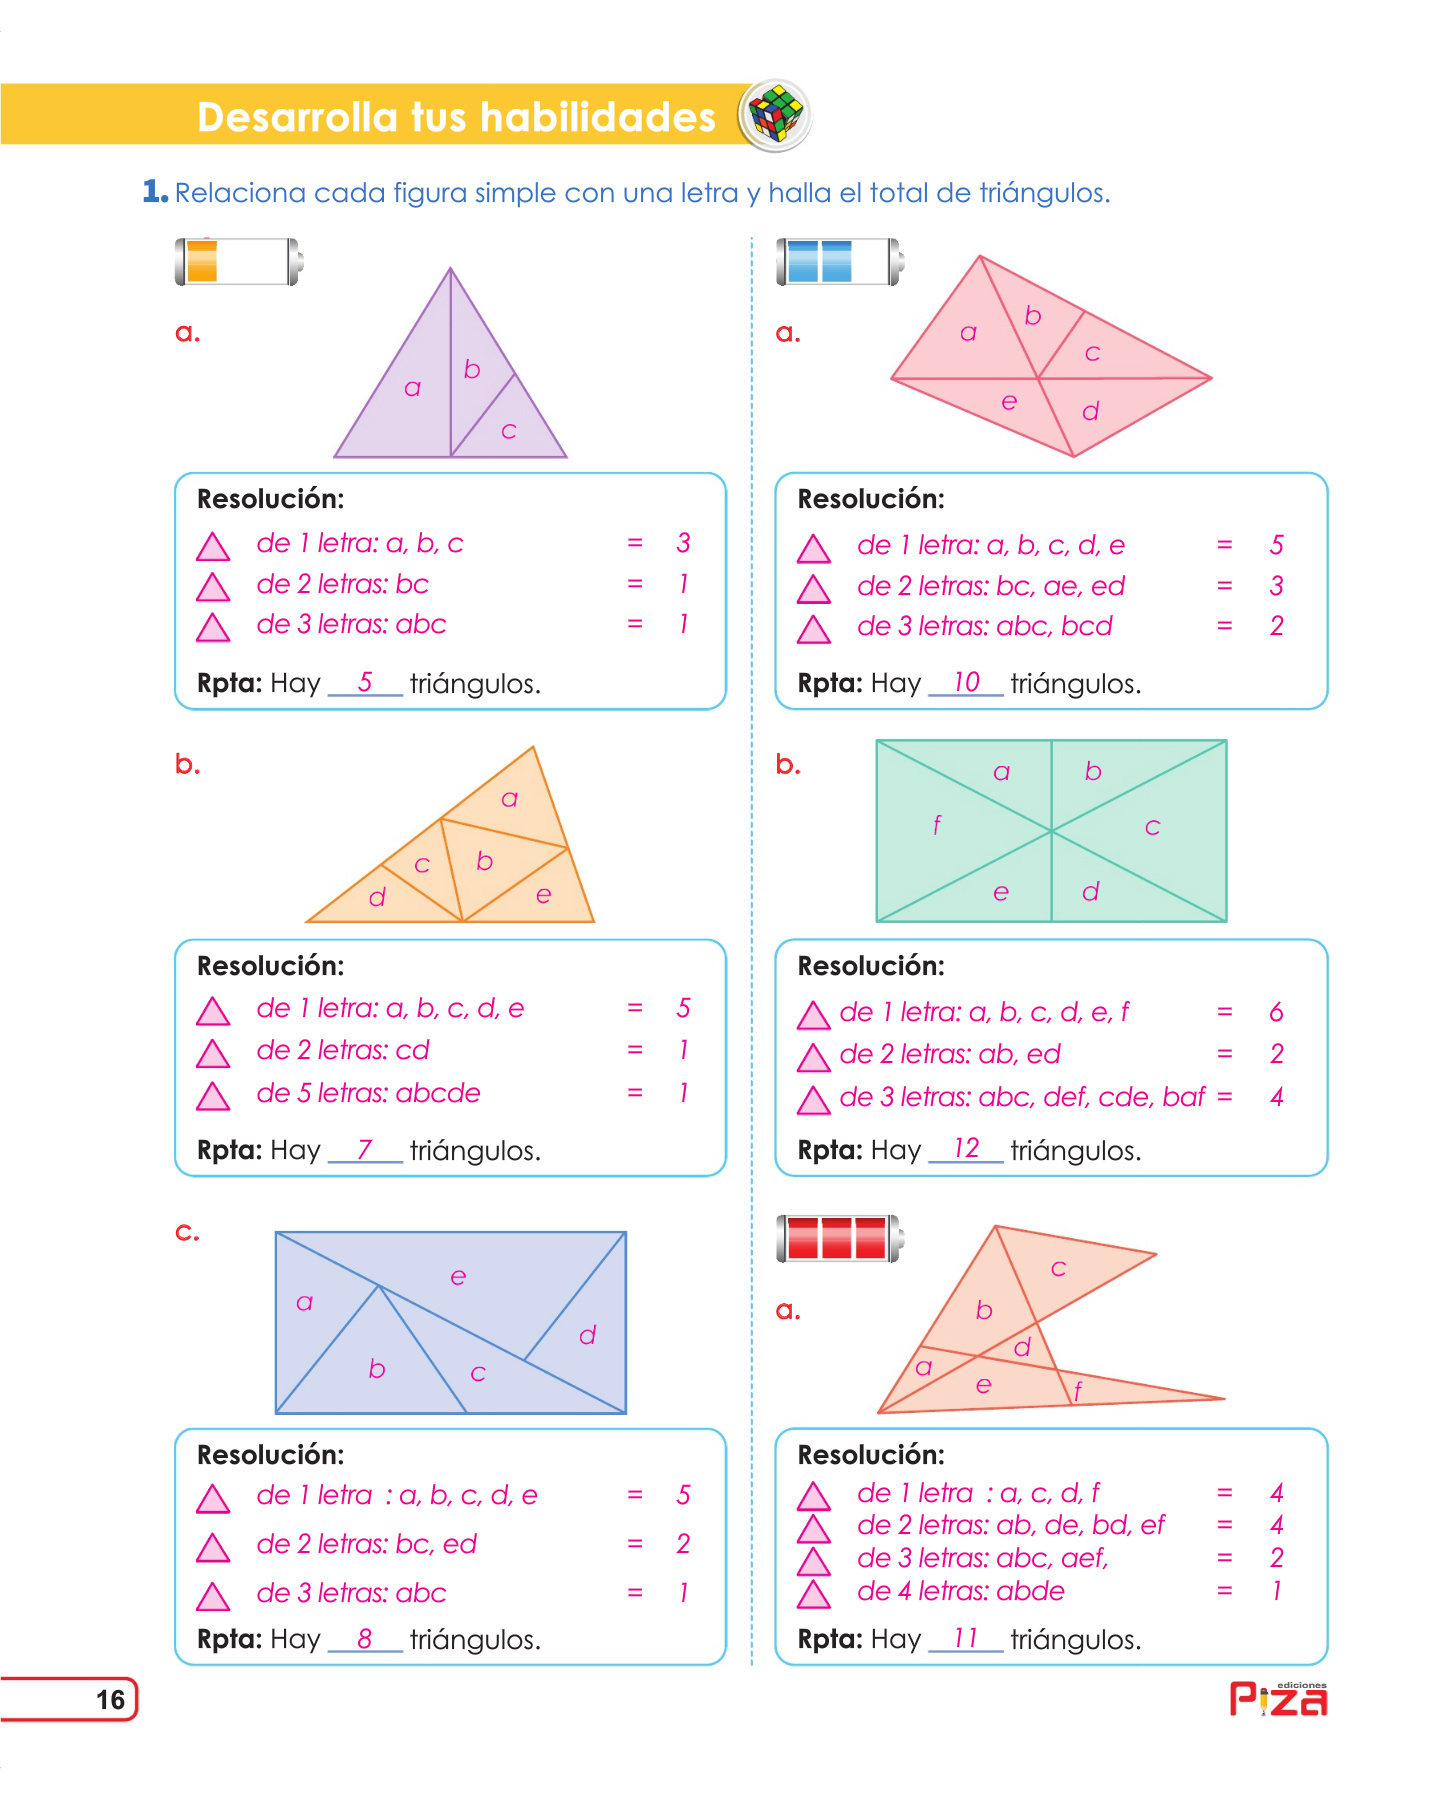 Desarrolla tus habilidades
1. Relaciona cada figura simple con una letra y halla el total de triángulos.
a.
a
b
c
Resolución:
de 1 letra: a, b, c = 3
de 2 letras: bc = 1
de 3 letras: abc = 1
Rpta: Hay 5 triángulos.
b.
a
c
b
d
e
Resolución:
de 1 letra: a, b, c, d, e = 5
de 2 letras: cd = 1
de 5 letras: abcde = 1
Rpta: Hay 7 triángulos.
c.
e
a
d
b
c
Resolución:
de 1 letra : a, b, c, d, e = 5
de 2 letras: bc, ed = 2
de 3 letras: abc = 1
Rpta: Hay 8 triángulos.
a.
b
a
c
e
d
Resolución:
de 1 letra: a, b, c, d, e = 5
de 2 letras: bc, ae, ed = 3
de 3 letras: abc, bcd = 2
Rpta: Hay 10 triángulos.
b.
a b
f c
e d
Resolución:
de 1 letra: a, b, c, d, e, f = 6
de 2 letras: ab, ed = 2
de 3 letras: abc, def, cde, baf = 4
Rpta: Hay 12 triángulos.
a.
c
b
d
a
e
f
Resolución:
de 1 letra : a, c, d, f = 4
de 2 letras: ab, de, bd, ef = 4
de 3 letras: abc, aef, = 2
de 4 letras: abde = 1
Rpta: Hay 11 triángulos.
16
ediciones
Piza